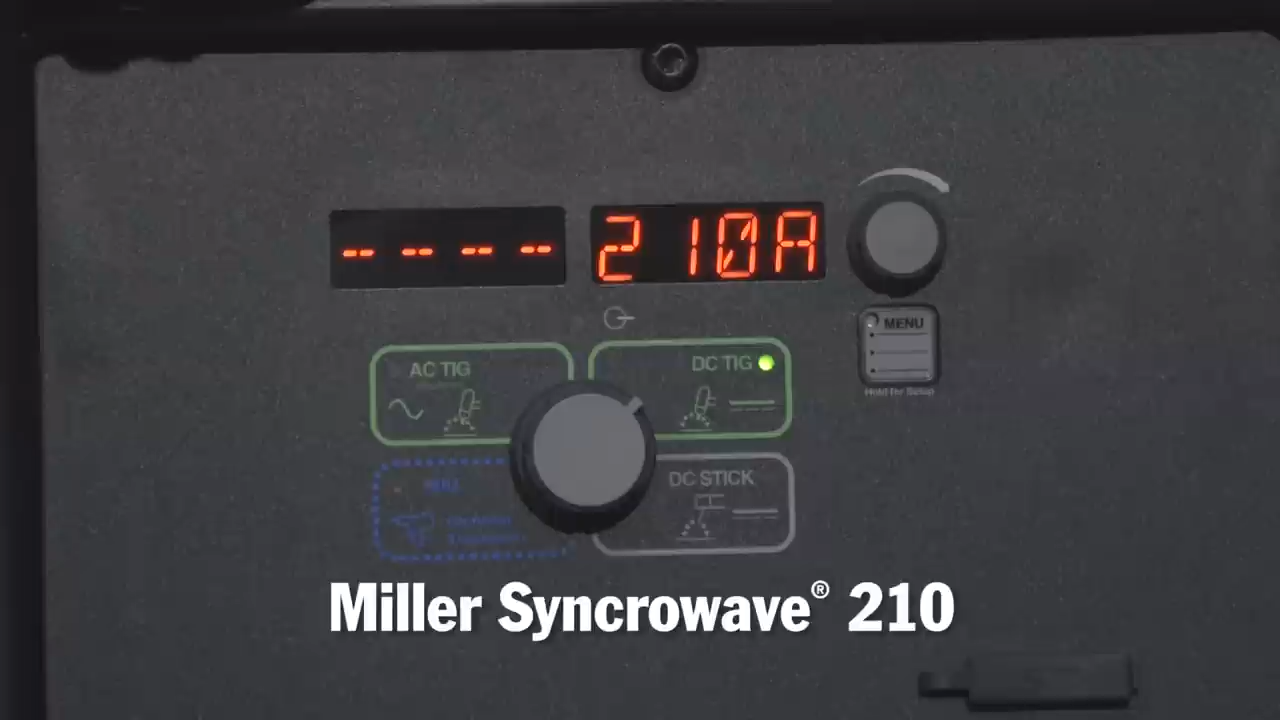 - - - -
210A
MENU
Hold for Setup
AC TIG
DC TIG
DC STICK
Miller Syncrowave® 210